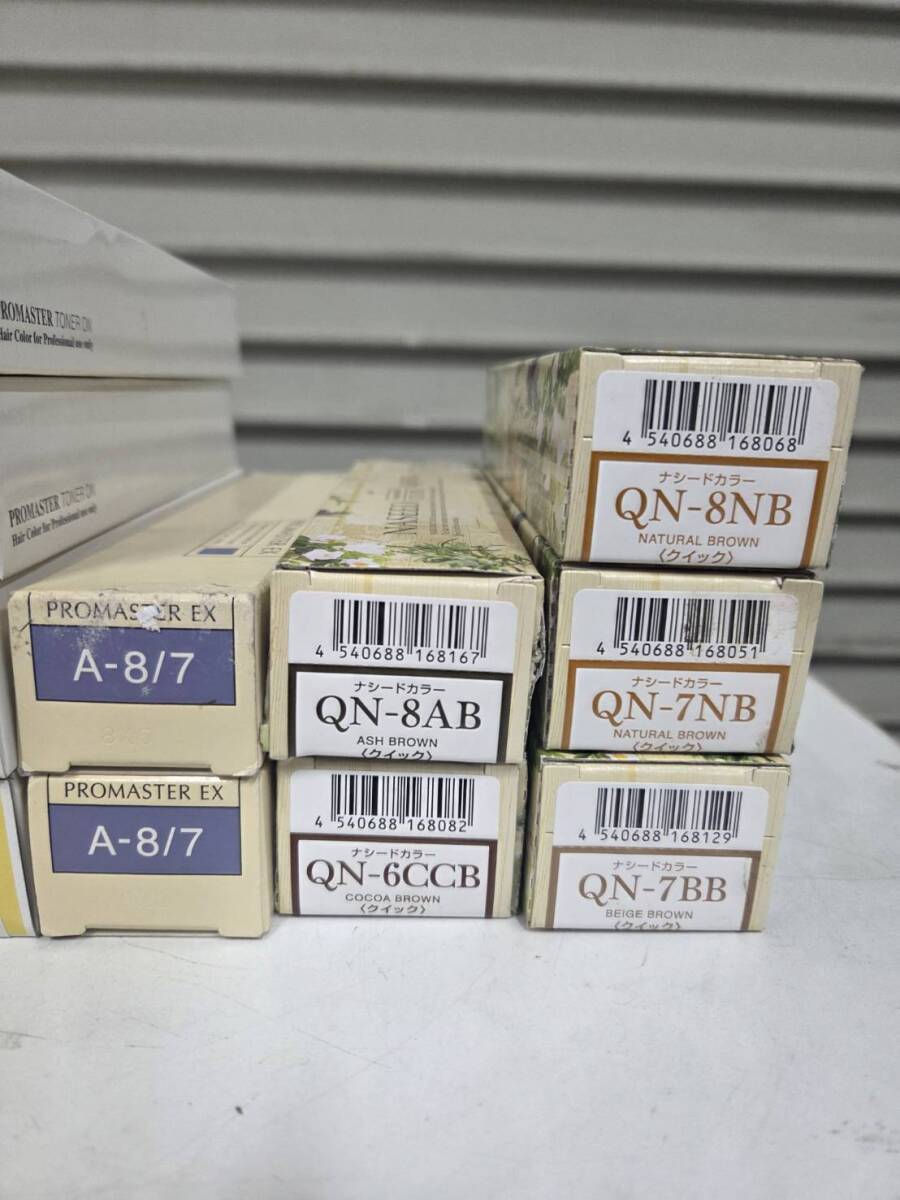 PROMASTER TONER ON
Hair Color for Professional use only
PROMASTER TONER ON
Hair Color for Professional use only
PROMASTER EX
PROMASTER EX
A-8/7
PROMASTER EX
A-8/7
4 540688 168167
ナシードカラー
QN-8AB
ASH BROWN
〈クイック〉
4 540688 168082
ナシードカラー
QN-6CCB
COCOA BROWN
〈クイック〉
4 540688 168068
ナシードカラー
QN-8NB
NATURAL BROWN
〈クイック〉
4 540688 168051
ナシードカラー
QN-7NB
NATURAL BROWN
〈クイック〉
4 540688 168129
ナシードカラー
QN-7BB
BEIGE BROWN
〈クイック〉